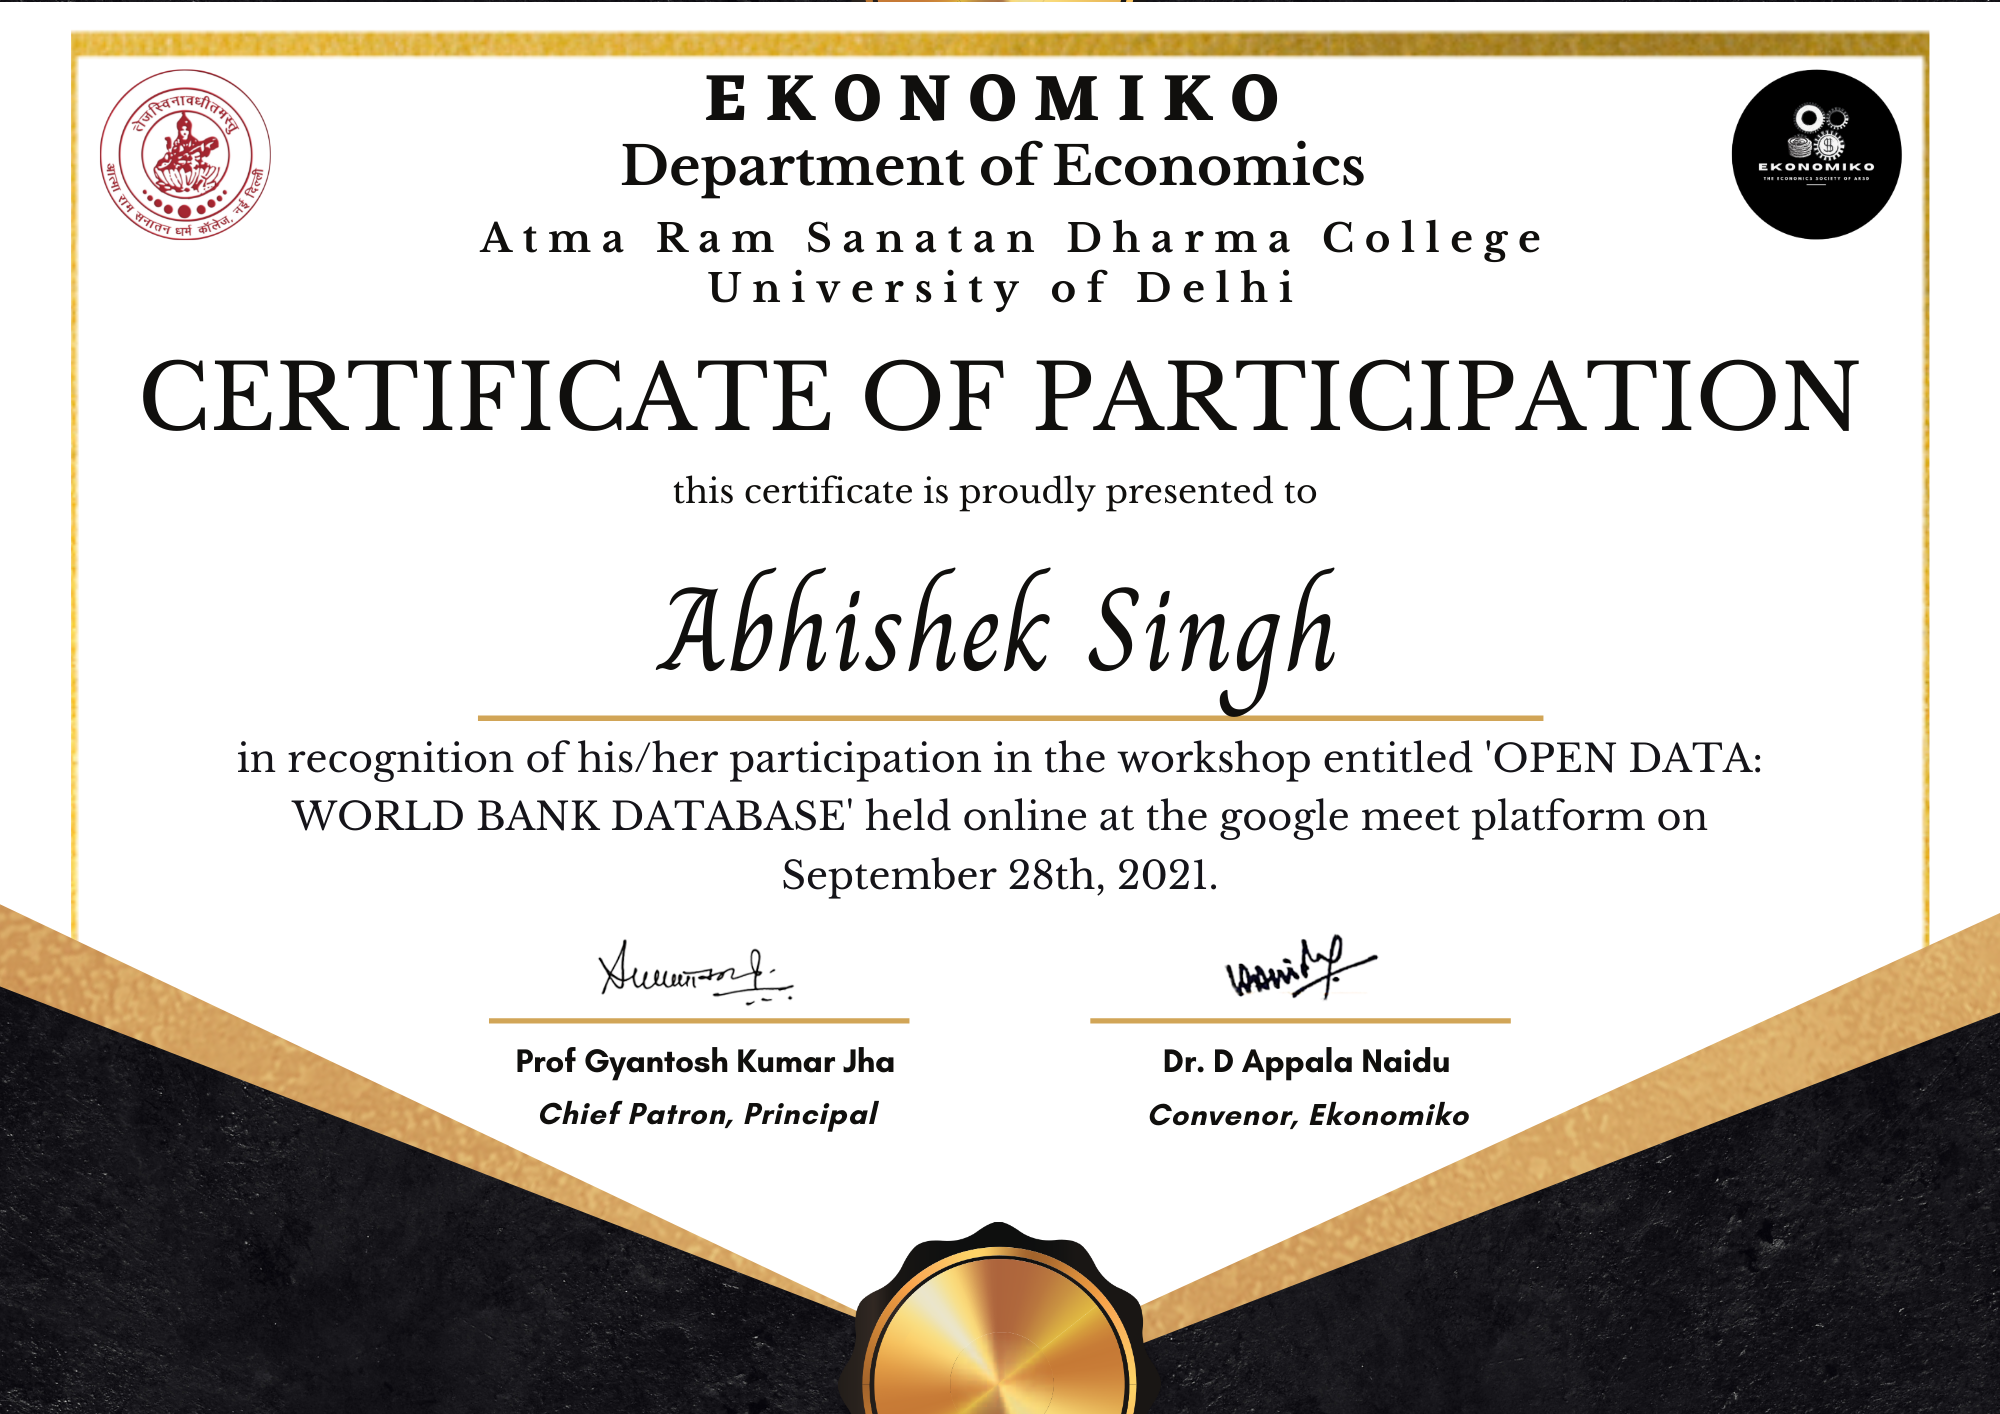 तेजस्विनावधीतमस्तु
आत्मा राम सनातन धर्म कॉलेज, नई दिल्ली
EKONOMIKO
Department of Economics
Atma Ram Sanatan Dharma College
University of Delhi
EKONOMIKO
THE ECONOMICS SOCIETY OF ARSD
CERTIFICATE OF PARTICIPATION
this certificate is proudly presented to
Abhishek Singh
in recognition of his/her participation in the workshop entitled 'OPEN DATA:
WORLD BANK DATABASE' held online at the google meet platform on
September 28th, 2021.
Prof Gyantosh Kumar Jha
Chief Patron, Principal
Dr. D Appala Naidu
Convenor, Ekonomiko